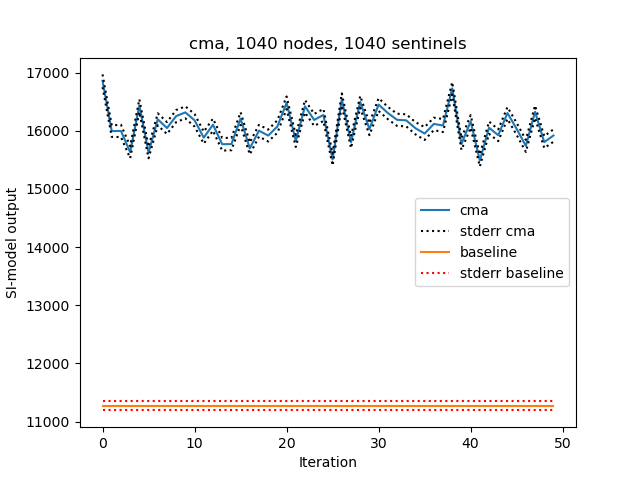 cma, 1040 nodes, 1040 sentinels
17000
16000
15000
14000
13000
12000
11000
SI-model output
cma
stderr cma
baseline
stderr baseline
0 10 20 30 40 50
Iteration